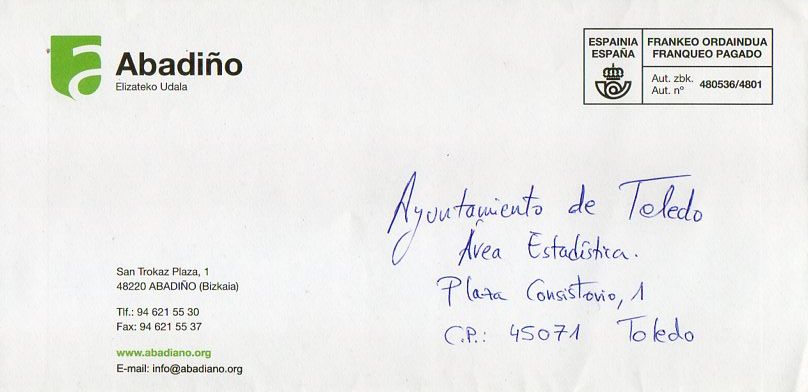 Abadiño
Elizateko Udala
ESPAINIA
ESPAÑA
FRANKEO ORDAINDUA
FRANQUEO PAGADO
Aut. zbk.
Aut. nº
480536/4801
Ayuntamiento de Toledo
Área Estadística.
Plaza Consistorio, 1
C.P.: 45071 Toledo
San Trokaz Plaza, 1
48220 ABADIÑO (Bizkaia)
Tlf.: 94 621 55 30
Fax: 94 621 55 37
www.abadiano.org
E-mail: info@abadiano.org